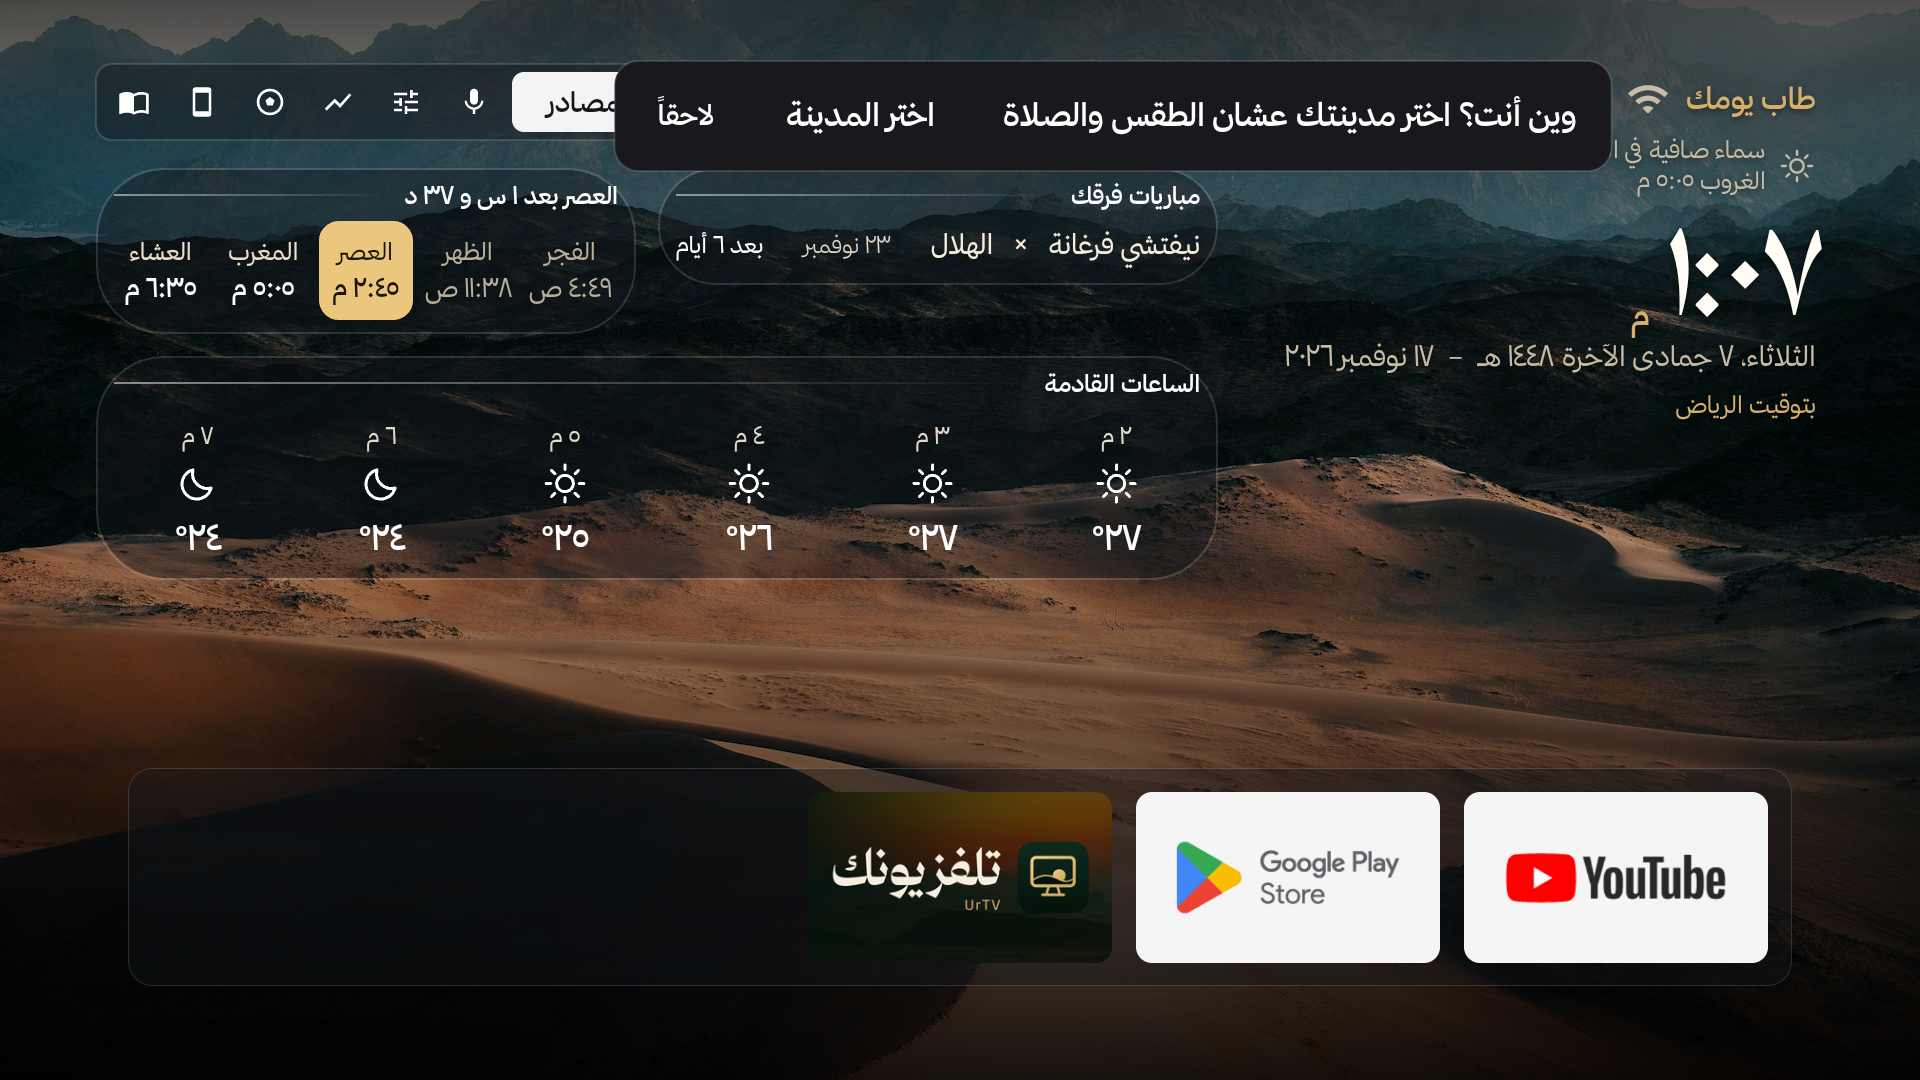 طاب يومك
سماء صافية في
الغروب ٥:٠٥ م
١:٠٧ م
الثلاثاء، ٧ جمادى الآخرة ١٤٤٨ هـ – ١٧ نوفمبر ٢٠٢٦
بتوقيت الرياض
وين أنت؟ اختر مدينتك عشان الطقس والصلاة
اختر المدينة
لاحقاً
مصادر
مباريات فرقك
نيفتشي فرغانة × الهلال ٢٣ نوفمبر بعد ٦ أيام
العصر بعد ١ س و ٣٧ د
الفجر الظهر العصر المغرب العشاء
٤:٤٩ ص ١١:٣٨ ص ٢:٤٥ م ٥:٠٥ م ٦:٣٥ م
الساعات القادمة
٢ م ٣ م ٤ م ٥ م ٦ م ٧ م
٢٧° ٢٧° ٢٦° ٢٥° ٢٤° ٢٤°
YouTube
Google Play
Store
تلفزيونك
UrTV